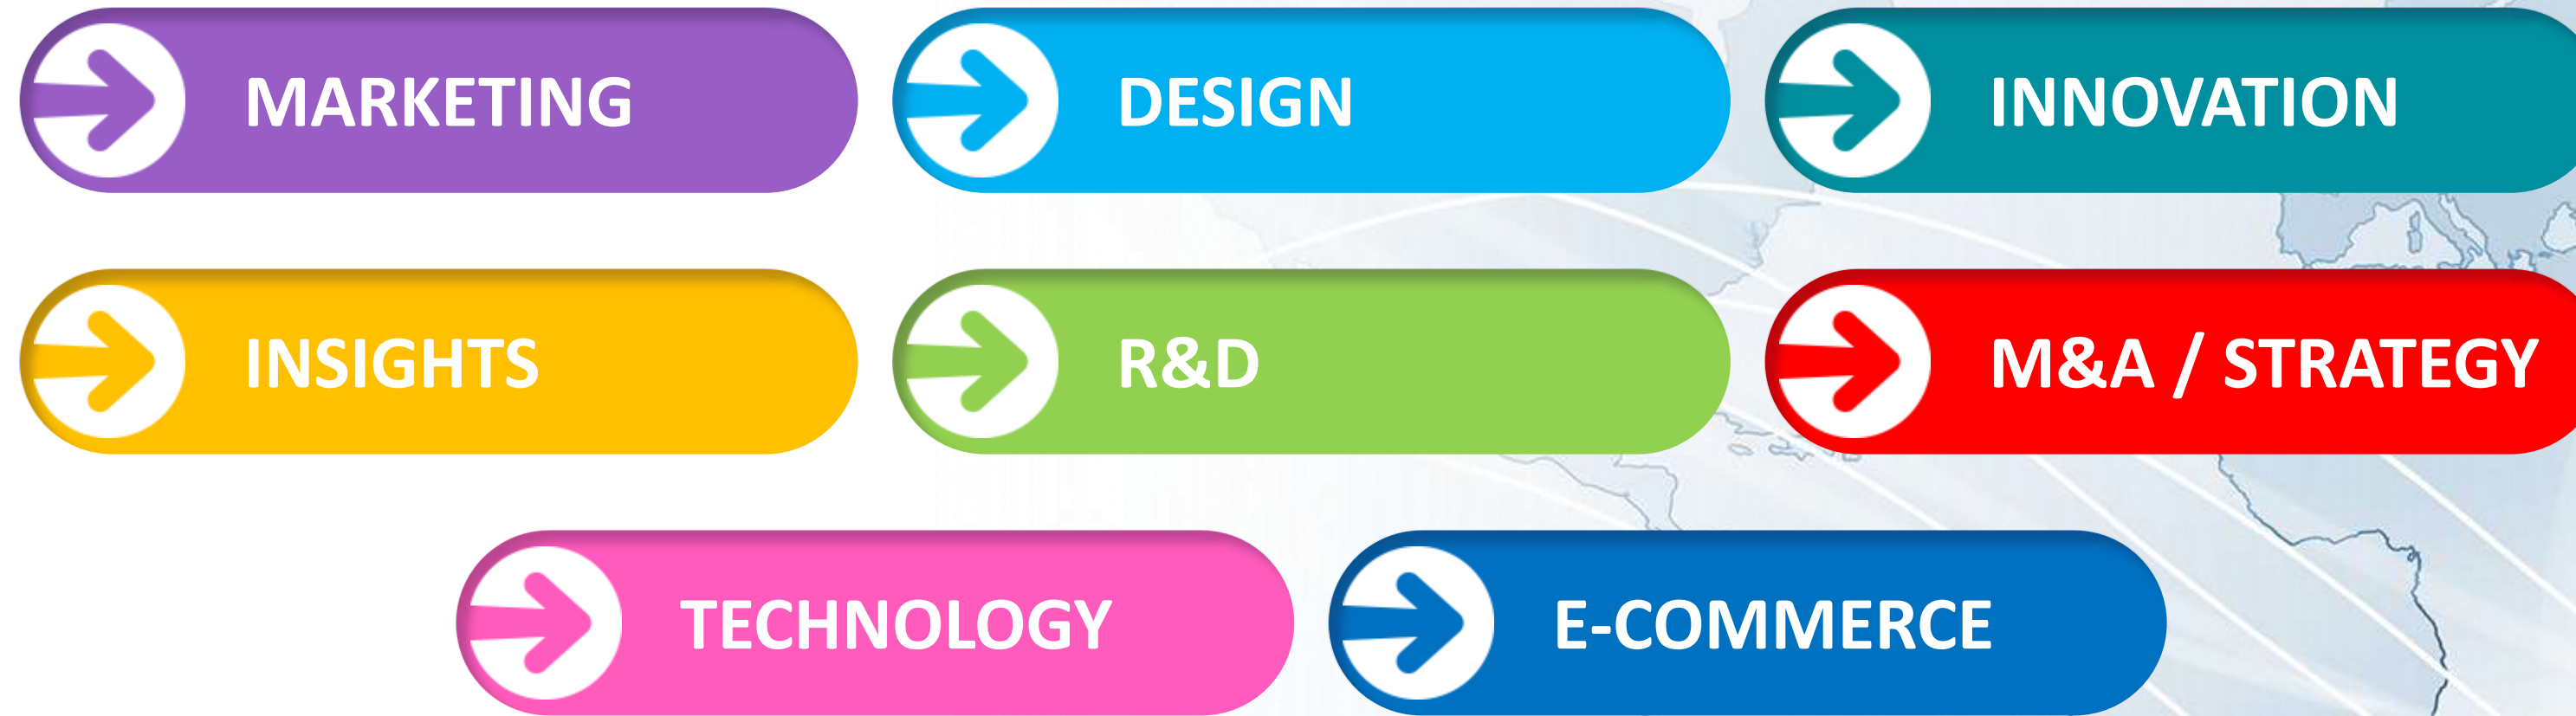 MARKETING
DESIGN
INNOVATION
INSIGHTS
R&D
M&A / STRATEGY
TECHNOLOGY
E-COMMERCE